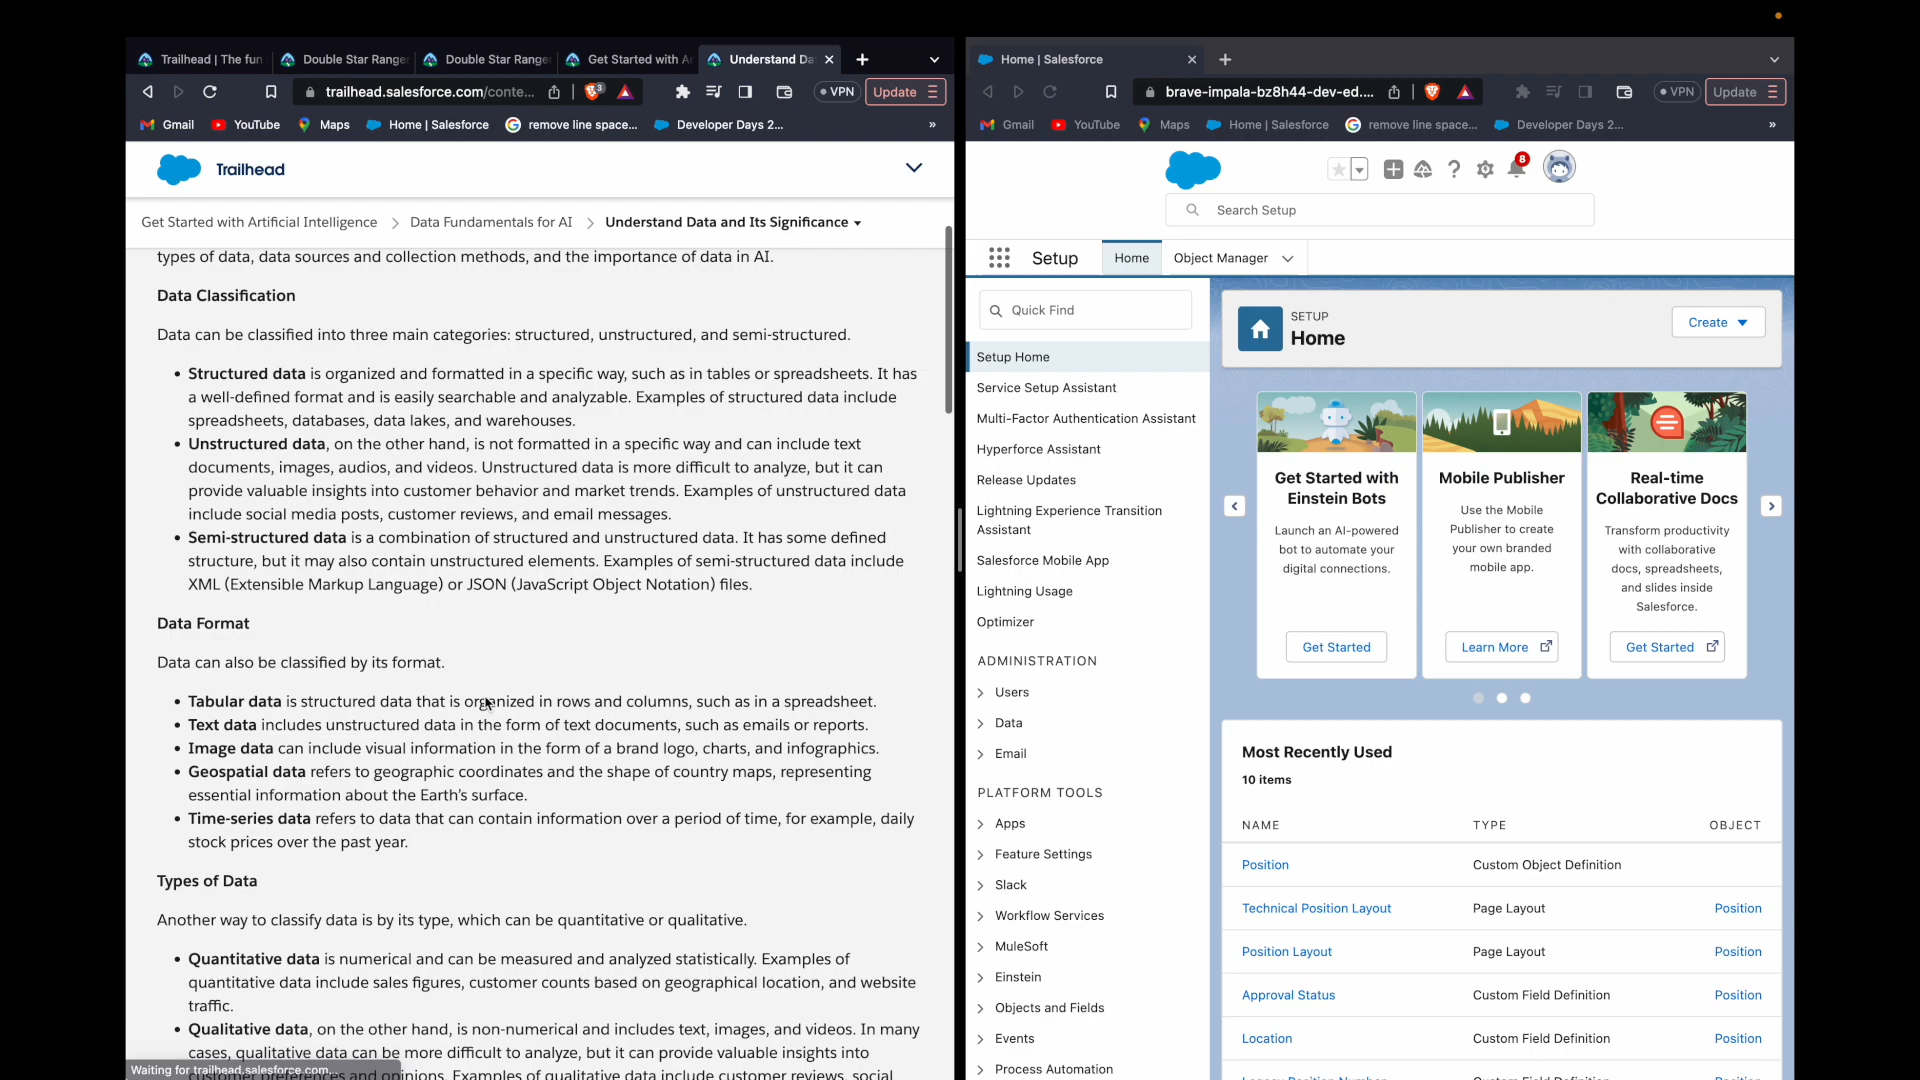 Trailhead | The fun
Double Star Ranger
Double Star Ranger
Get Started with Ar
Understand Da
trailhead.salesforce.com/conte...
3
VPN
Update
Gmail
YouTube
Maps
Home | Salesforce
remove line space...
Developer Days 2...
»
Trailhead
Get Started with Artificial Intelligence > Data Fundamentals for AI > Understand Data and Its Significance
types of data, data sources and collection methods, and the importance of data in AI.
Data Classification
Data can be classified into three main categories: structured, unstructured, and semi-structured.
• Structured data is organized and formatted in a specific way, such as in tables or spreadsheets. It has
a well-defined format and is easily searchable and analyzable. Examples of structured data include
spreadsheets, databases, data lakes, and warehouses.
• Unstructured data, on the other hand, is not formatted in a specific way and can include text
documents, images, audios, and videos. Unstructured data is more difficult to analyze, but it can
provide valuable insights into customer behavior and market trends. Examples of unstructured data
include social media posts, customer reviews, and email messages.
• Semi-structured data is a combination of structured and unstructured data. It has some defined
structure, but it may also contain unstructured elements. Examples of semi-structured data include
XML (Extensible Markup Language) or JSON (JavaScript Object Notation) files.
Data Format
Data can also be classified by its format.
• Tabular data is structured data that is organized in rows and columns, such as in a spreadsheet.
• Text data includes unstructured data in the form of text documents, such as emails or reports.
• Image data can include visual information in the form of a brand logo, charts, and infographics.
• Geospatial data refers to geographic coordinates and the shape of country maps, representing
essential information about the Earth’s surface.
• Time-series data refers to data that can contain information over a period of time, for example, daily
stock prices over the past year.
Types of Data
Another way to classify data is by its type, which can be quantitative or qualitative.
• Quantitative data is numerical and can be measured and analyzed statistically. Examples of
quantitative data include sales figures, customer counts based on geographical location, and website
traffic.
• Qualitative data, on the other hand, is non-numerical and includes text, images, and videos. In many
cases, qualitative data can be more difficult to analyze, but it can provide valuable insights into
customer preferences and opinions. Examples of qualitative data include customer reviews, social
Waiting for trailhead.salesforce.com...
Home | Salesforce
brave-impala-bz8h44-dev-ed....
VPN
Update
Gmail
YouTube
Maps
Home | Salesforce
remove line space...
Developer Days 2...
»
8
Search Setup
Setup
Home
Object Manager
Quick Find
Setup Home
Service Setup Assistant
Multi-Factor Authentication Assistant
Hyperforce Assistant
Release Updates
Lightning Experience Transition
Assistant
Salesforce Mobile App
Lightning Usage
Optimizer
ADMINISTRATION
Users
Data
Email
PLATFORM TOOLS
Apps
Feature Settings
Slack
Workflow Services
MuleSoft
Einstein
Objects and Fields
Events
Process Automation
SETUP
Home
Create
Get Started with
Einstein Bots
Launch an AI-powered
bot to automate your
digital connections.
Get Started
Mobile Publisher
Use the Mobile
Publisher to create
your own branded
mobile app.
Learn More
Real-time
Collaborative Docs
Transform productivity
with collaborative
docs, spreadsheets,
and slides inside
Salesforce.
Get Started
Most Recently Used
10 items
NAME TYPE OBJECT
Position Custom Object Definition
Technical Position Layout Page Layout Position
Position Layout Page Layout Position
Approval Status Custom Field Definition Position
Location Custom Field Definition Position